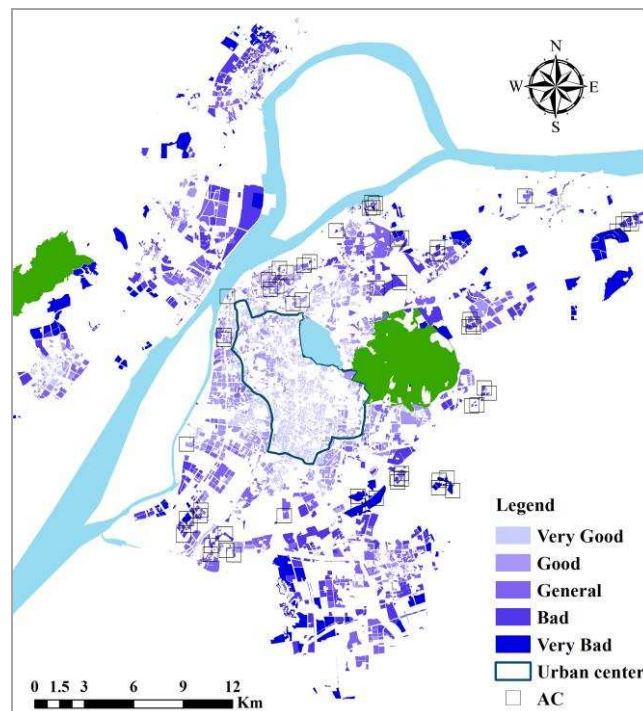 N
W E
S
Legend
Very Good
Good
General
Bad
Very Bad
Urban center
AC
0 1.5 3 6 9 12
Km